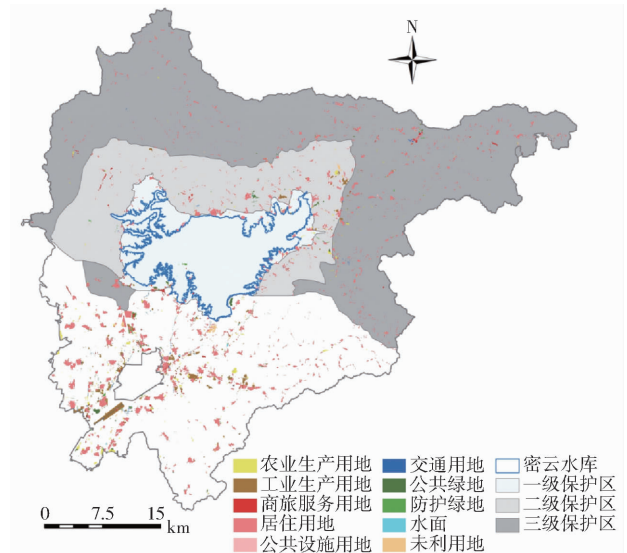 N
农业生产用地 交通用地 密云水库
工业生产用地 公共绿地 一级保护区
商旅服务用地 防护绿地 二级保护区
居住用地 水面 三级保护区
公共设施用地 未利用地
0 7.5 15
km